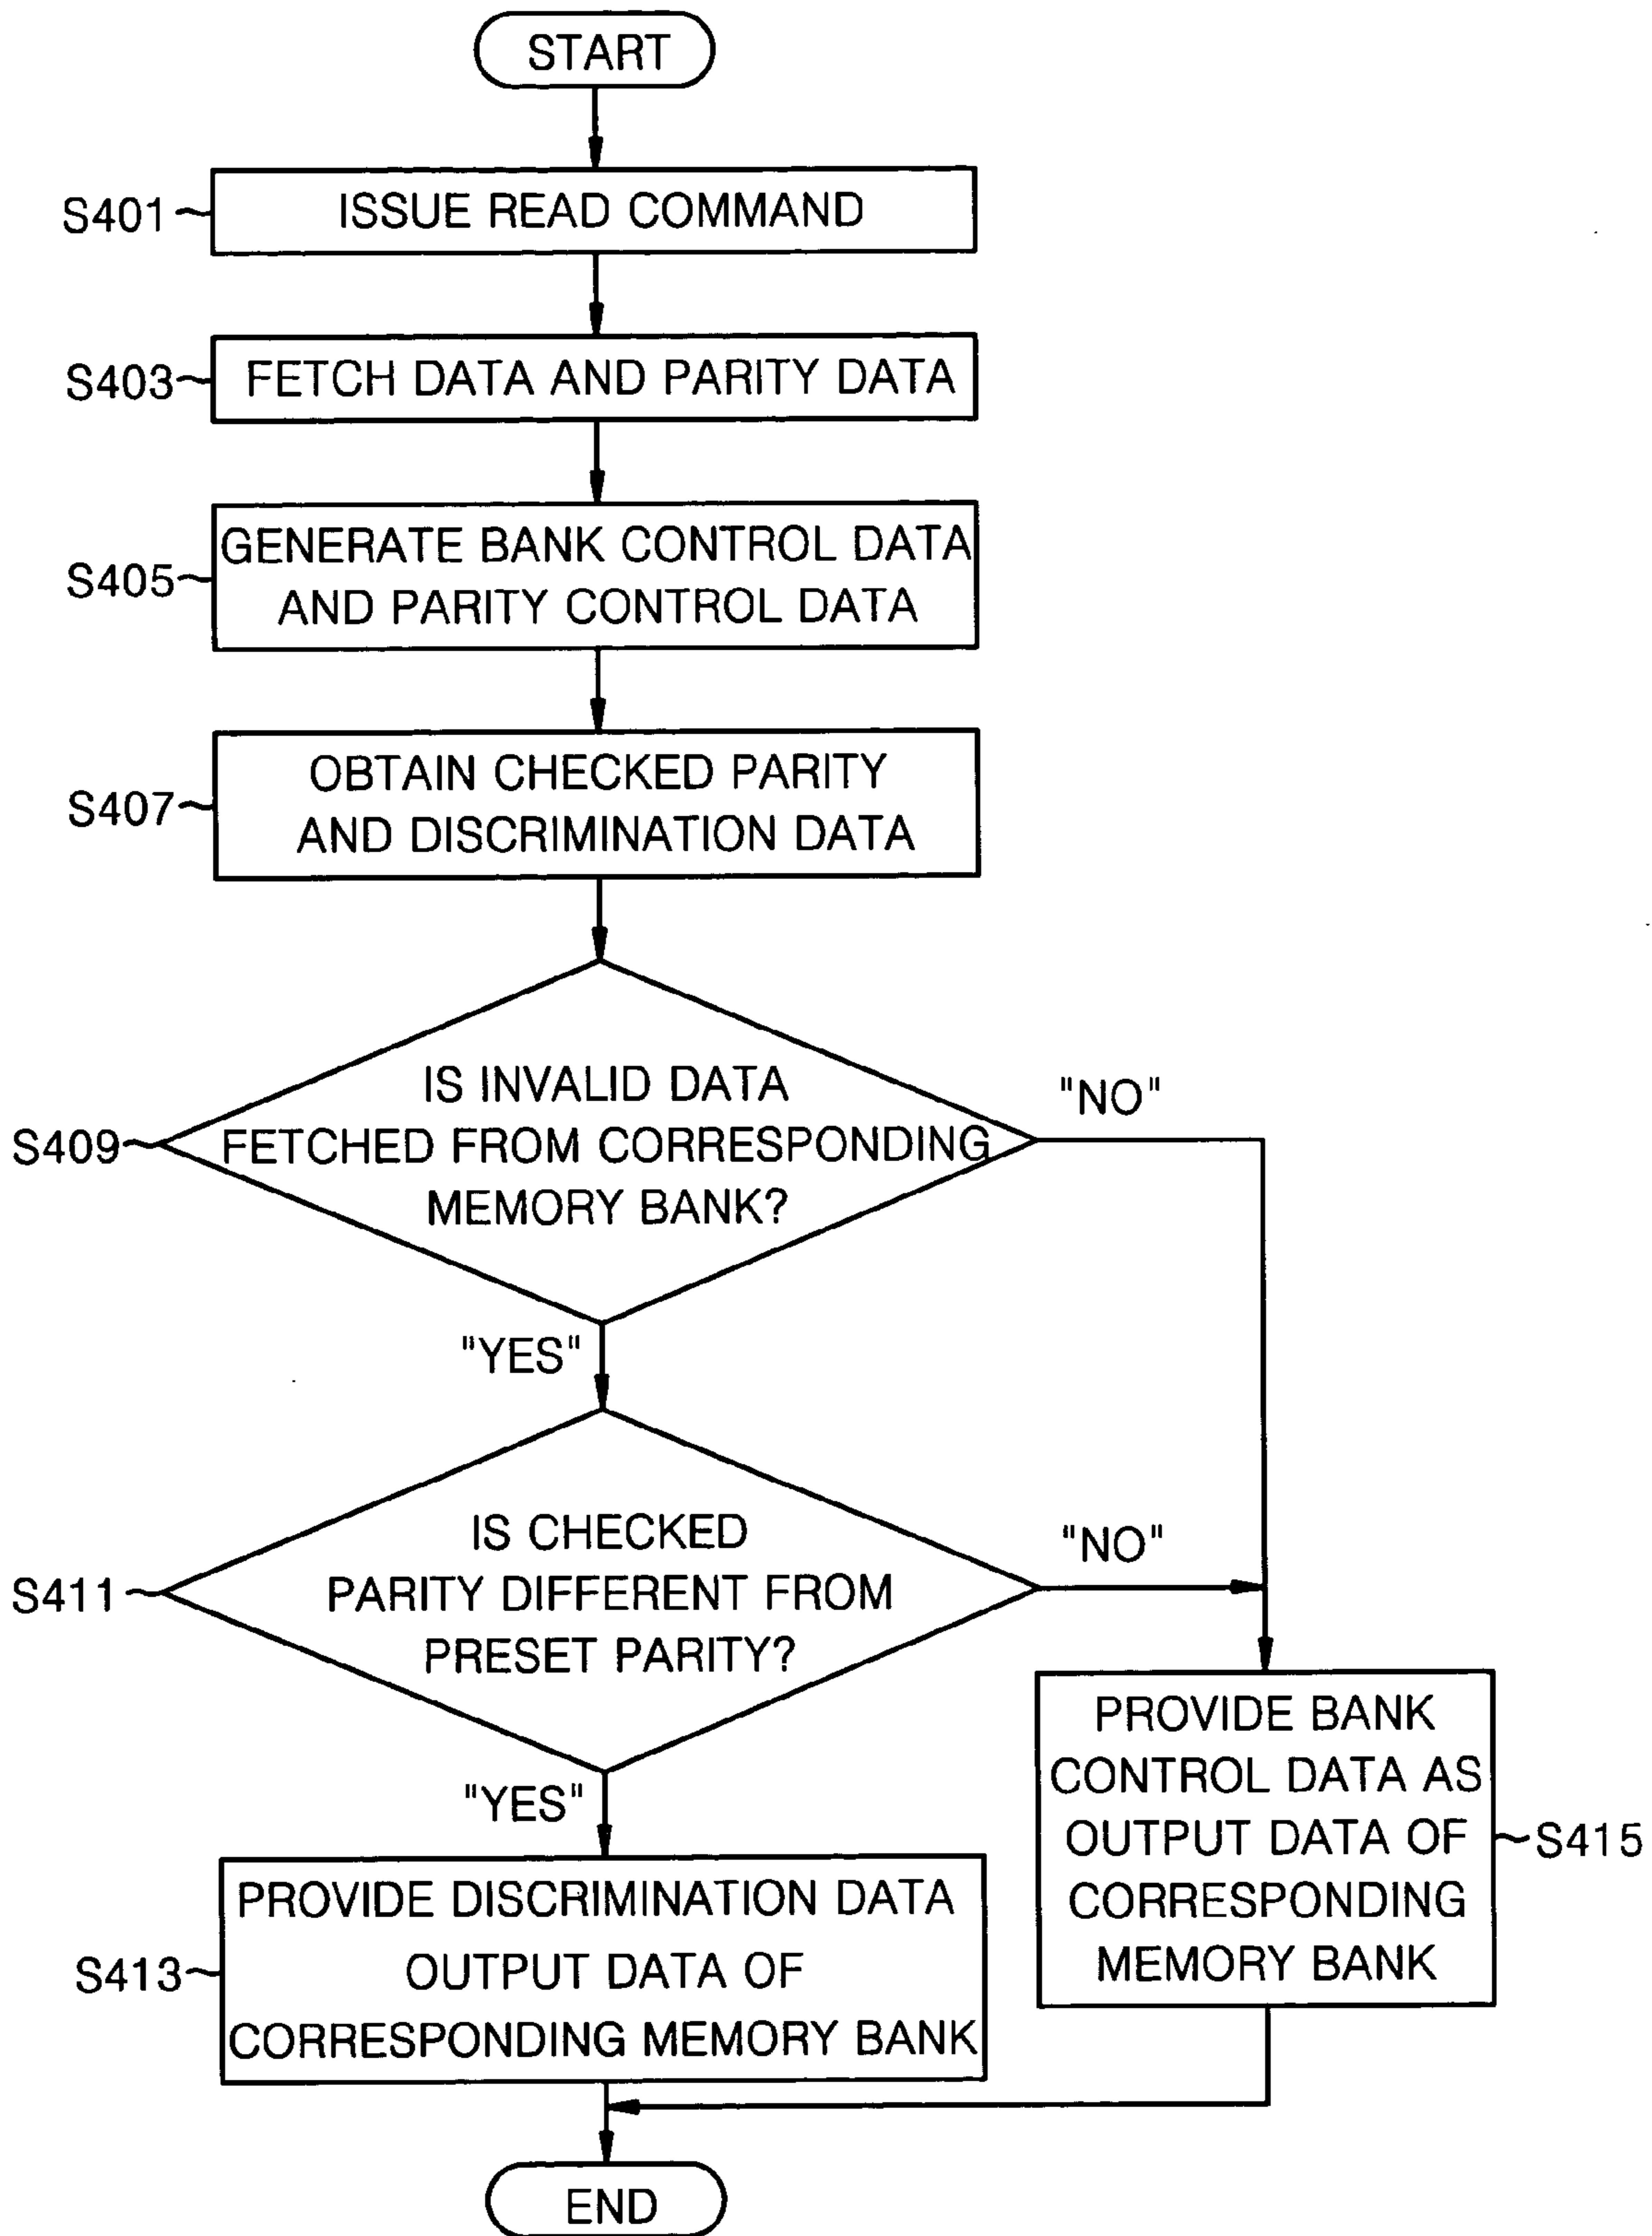 START
S401
ISSUE READ COMMAND
S403
FETCH DATA AND PARITY DATA
S405
GENERATE BANK CONTROL DATA
AND PARITY CONTROL DATA
S407
OBTAIN CHECKED PARITY
AND DISCRIMINATION DATA
S409
IS INVALID DATA
FETCHED FROM CORRESPONDING
MEMORY BANK?
"NO"
"YES"
S411
IS CHECKED
PARITY DIFFERENT FROM
PRESET PARITY?
"NO"
"YES"
S413
PROVIDE DISCRIMINATION DATA
OUTPUT DATA OF
CORRESPONDING MEMORY BANK
PROVIDE BANK
CONTROL DATA AS
OUTPUT DATA OF
CORRESPONDING
MEMORY BANK
S415
END